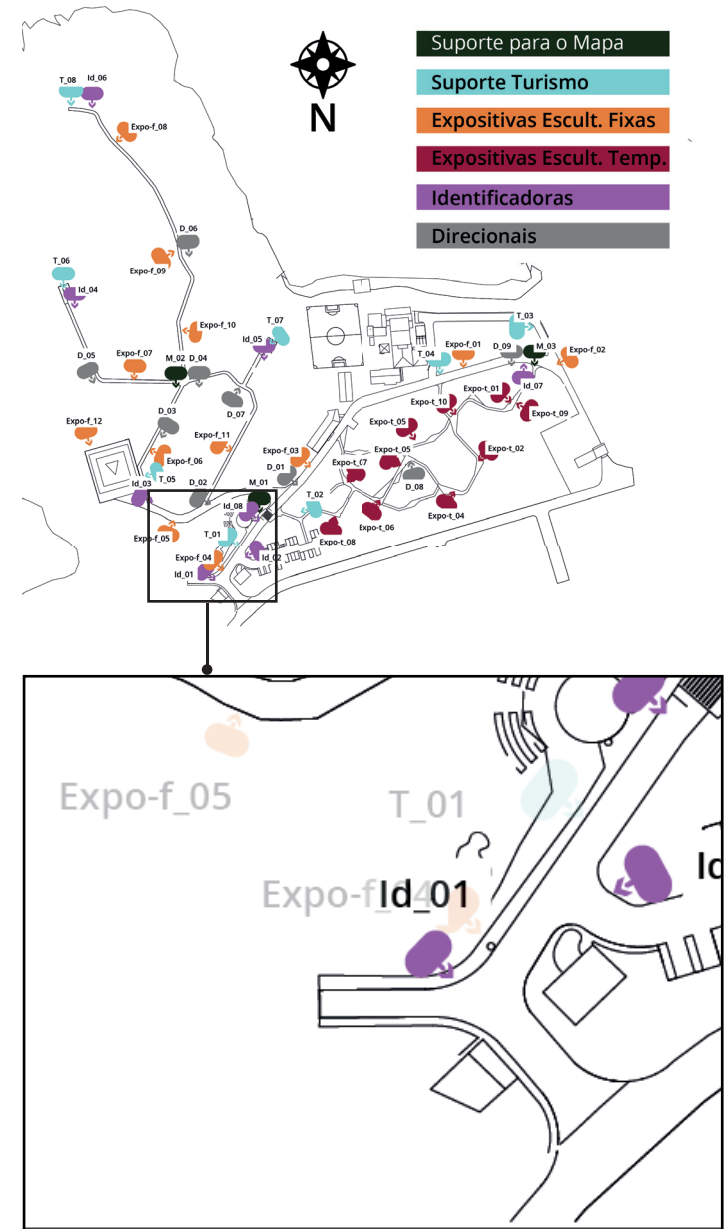 Suporte para o Mapa
Suporte Turismo
Expositivas Escult. Fixas
Expositivas Escult. Temp.
Identificadoras
Direcionais
N
T_08
Id_06
Expo-f_08
D_06
Expo-f_09
T_06
Id_04
Expo-f_10
T_07
Id_05
T_03
D_05
Expo-f_07
M_02
D_04
T_04
Expo-f_01
D_09
M_03
Expo-f_02
Id_07
D_07
Expo-t_10
Expo-t_01
Expo-t_09
Expo-f_12
D_03
Expo-t_05
Expo-f_11
Expo-f_03
Expo-t_05
Expo-t_02
Expo-f_06
T_05
D_01
Expo-t_07
D_08
Id_03
D_02
M_01
T_02
Id_08
Expo-t_06
Expo-t_04
Expo-f_05
T_01
Expo-t_08
Expo-f_04
Id_02
Id_01
Expo-f_05
T_01
Expo-f_04
Id_01
Id